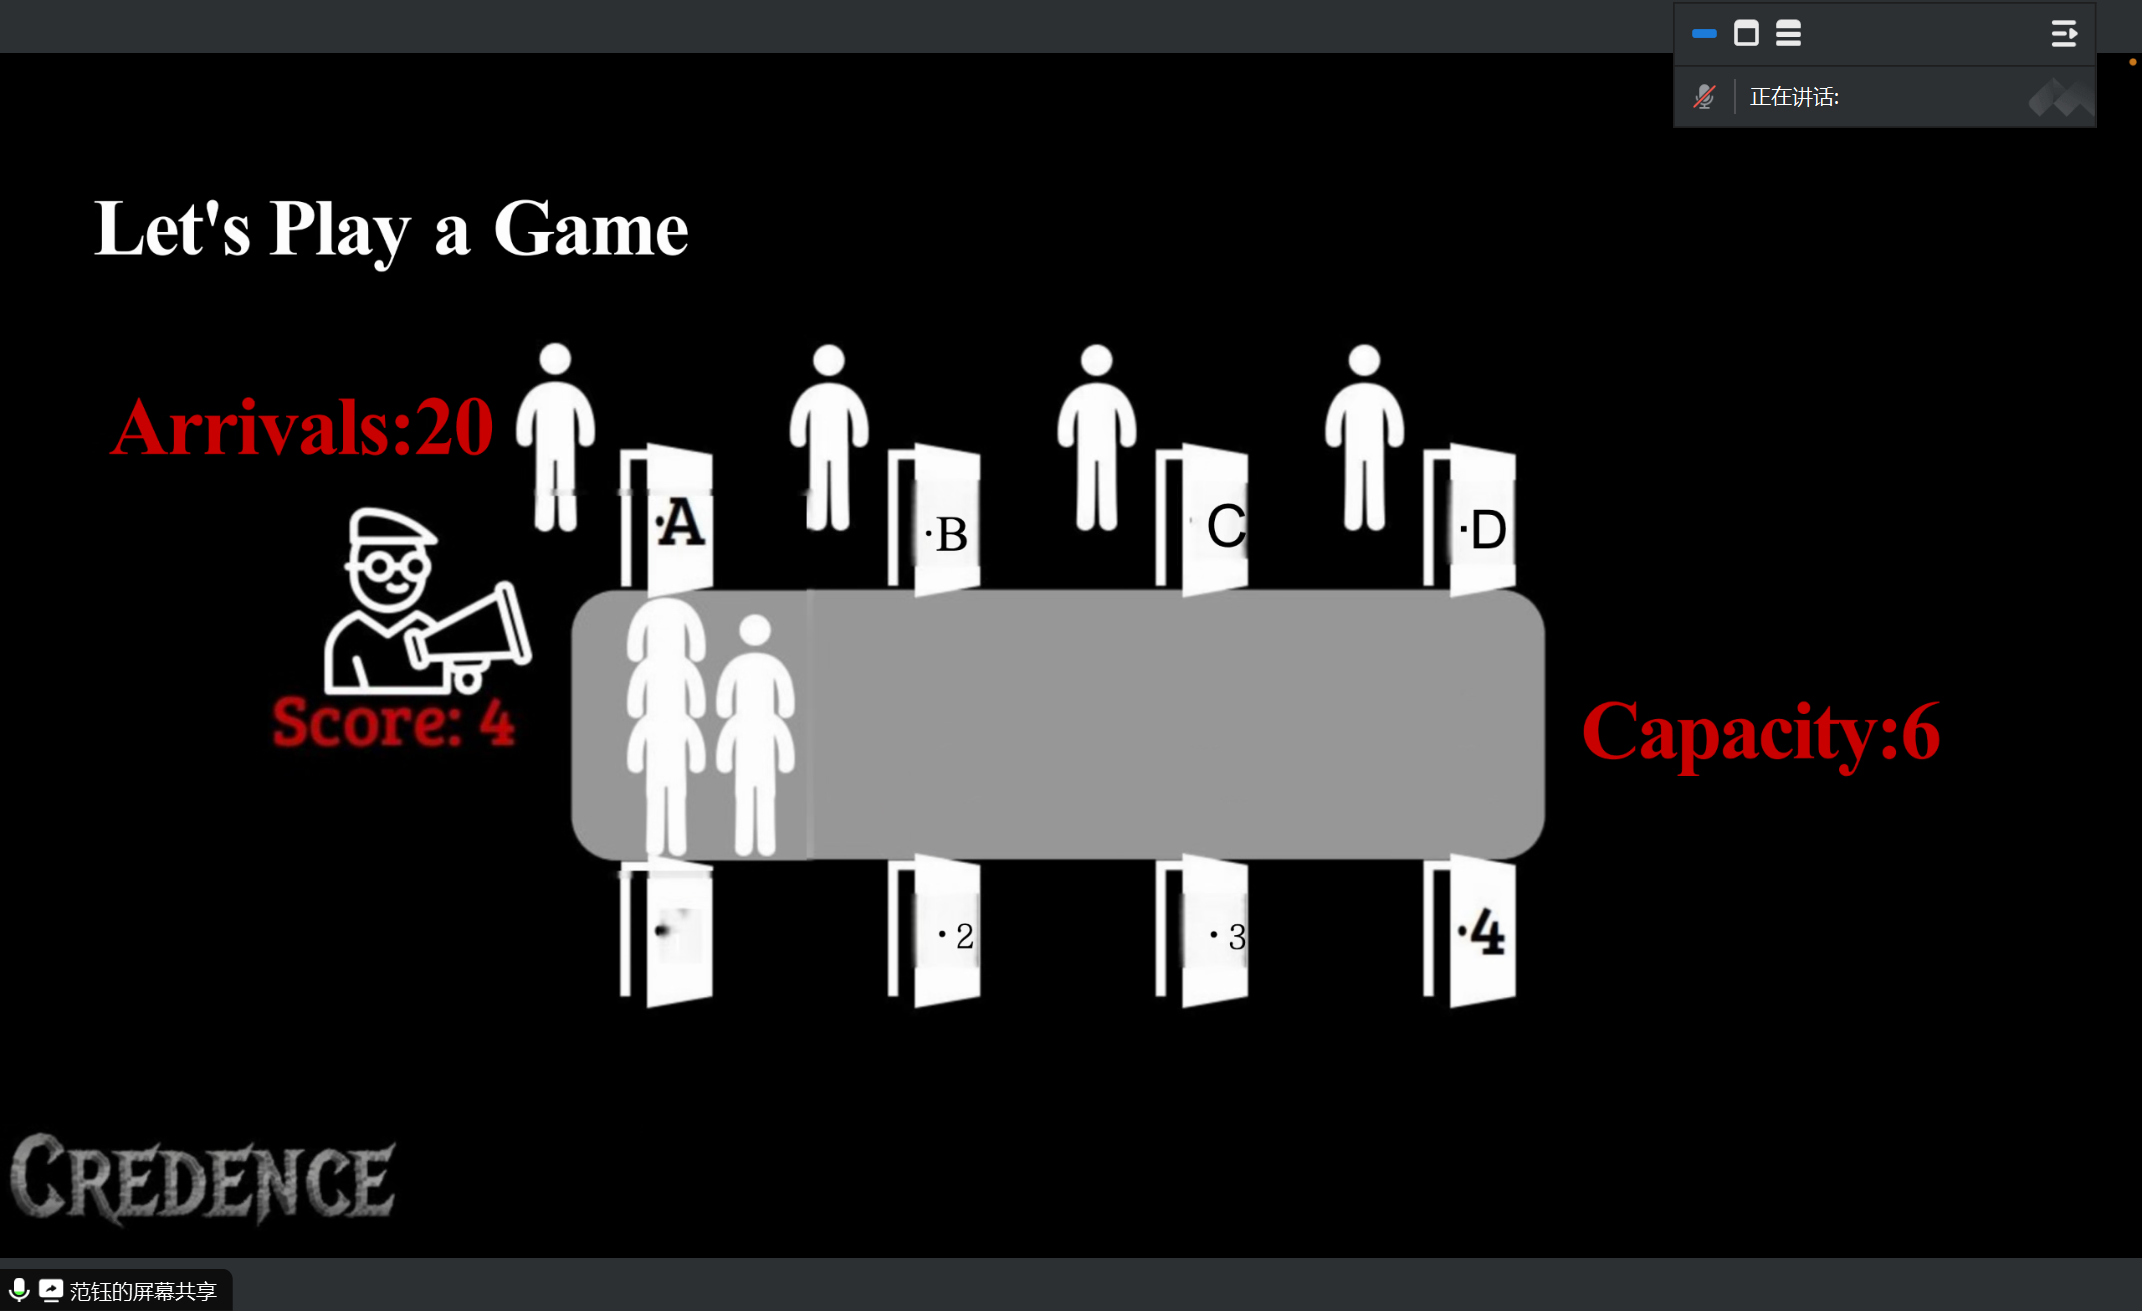 正在讲话:
Let's Play a Game
Arrivals:20
·A
·B
C
·D
Score: 4
Capacity:6
· 2
· 3
·4
CREDENCE
范钰的屏幕共享